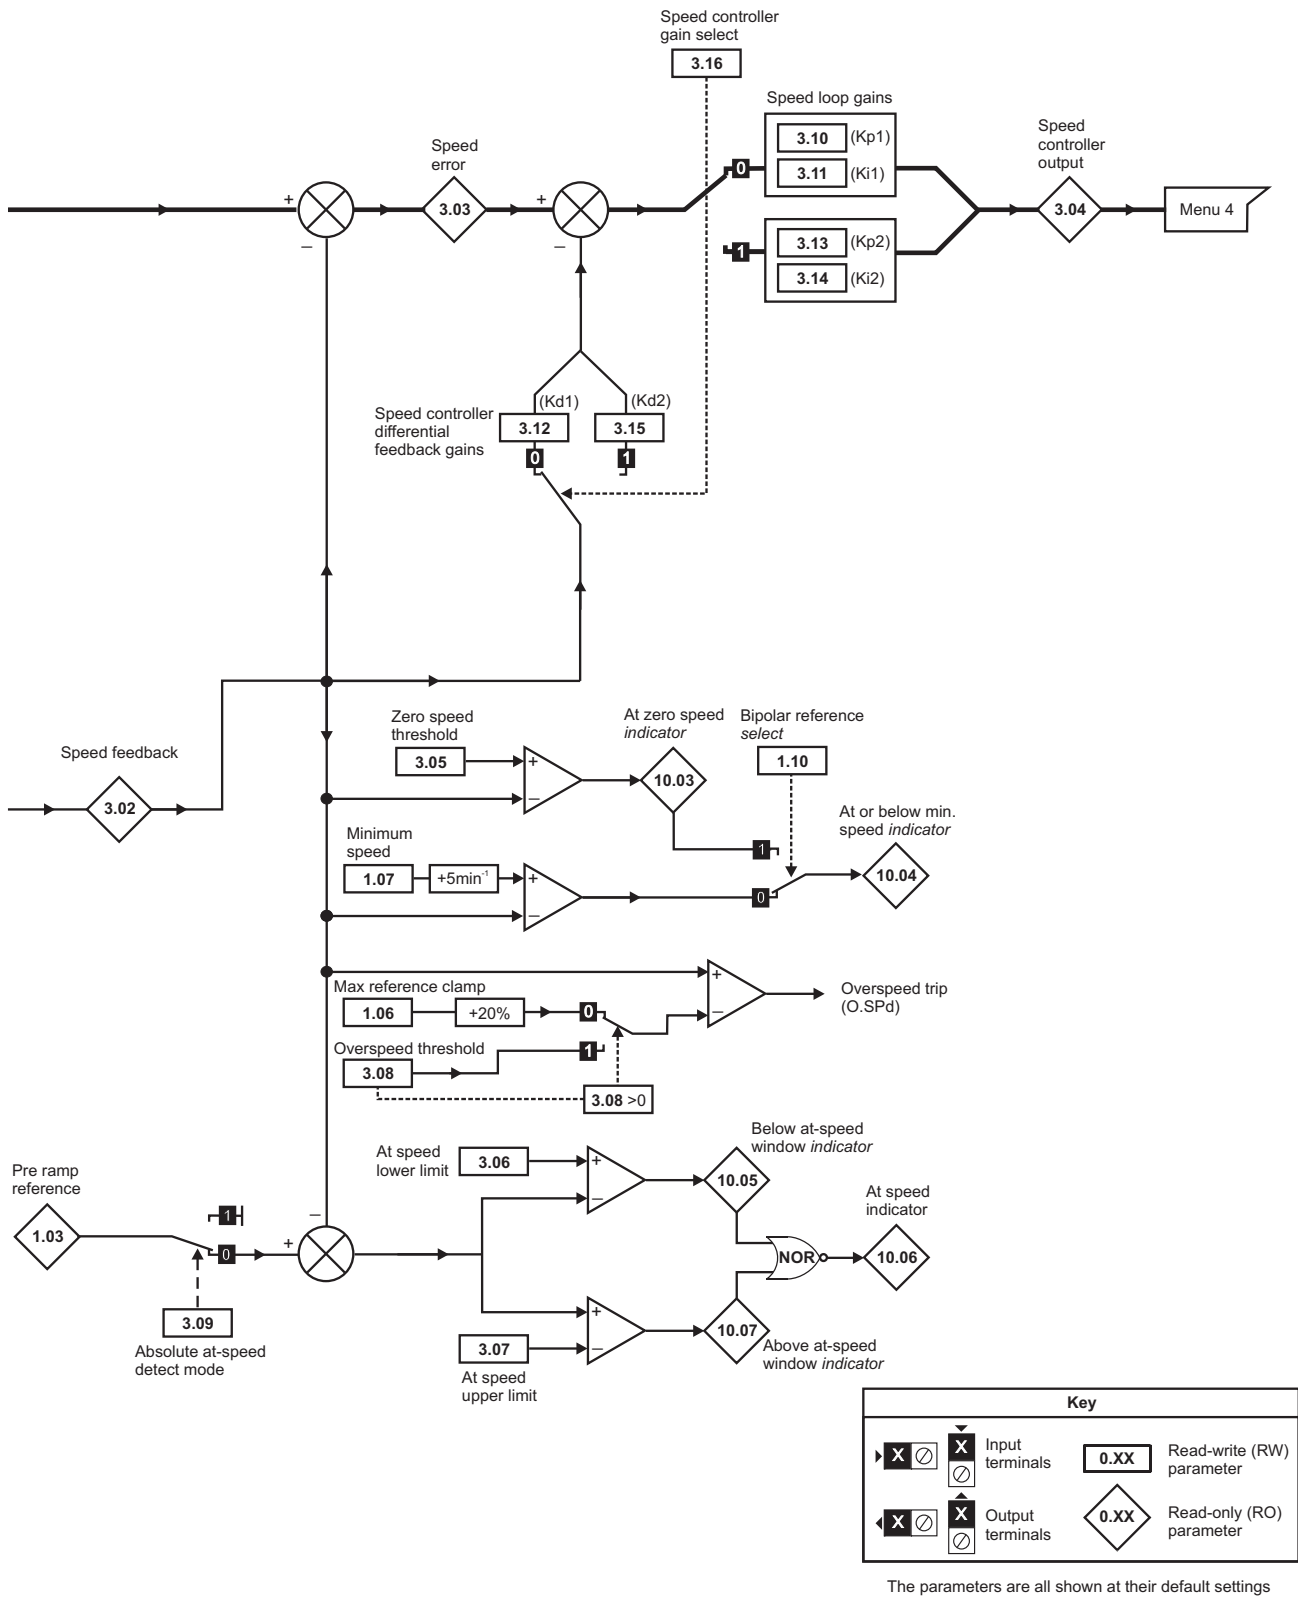 Speed controller
gain select
3.16
Speed loop gains
3.10 (Kp1)
3.11 (Ki1)
Speed
error
3.03
+
–
+
–
0
1
3.13 (Kp2)
3.14 (Ki2)
Speed
controller
output
3.04
Menu 4
(Kd1)
(Kd2)
Speed controller
differential
feedback gains
3.12
3.15
0
1
Speed feedback
3.02
Zero speed
threshold
3.05
+
–
At zero speed
indicator
10.03
Bipolar reference
select
1.10
1
0
At or below min.
speed indicator
10.04
Minimum
speed
1.07
+5min-1
+
–
Max reference clamp
1.06
+20%
0
Overspeed threshold
3.08
1
3.08 >0
+
–
Overspeed trip
(O.SPd)
Pre ramp
reference
1.03
1
0
3.09
Absolute at-speed
detect mode
+
–
At speed
lower limit
3.06
+
–
Below at-speed
window indicator
10.05
NOR
At speed
indicator
10.06
3.07
At speed
upper limit
+
–
10.07
Above at-speed
window indicator
Key
X
X
Input
terminals
0.XX
Read-write (RW)
parameter
X
X
Output
terminals
0.XX
Read-only (RO)
parameter
The parameters are all shown at their default settings